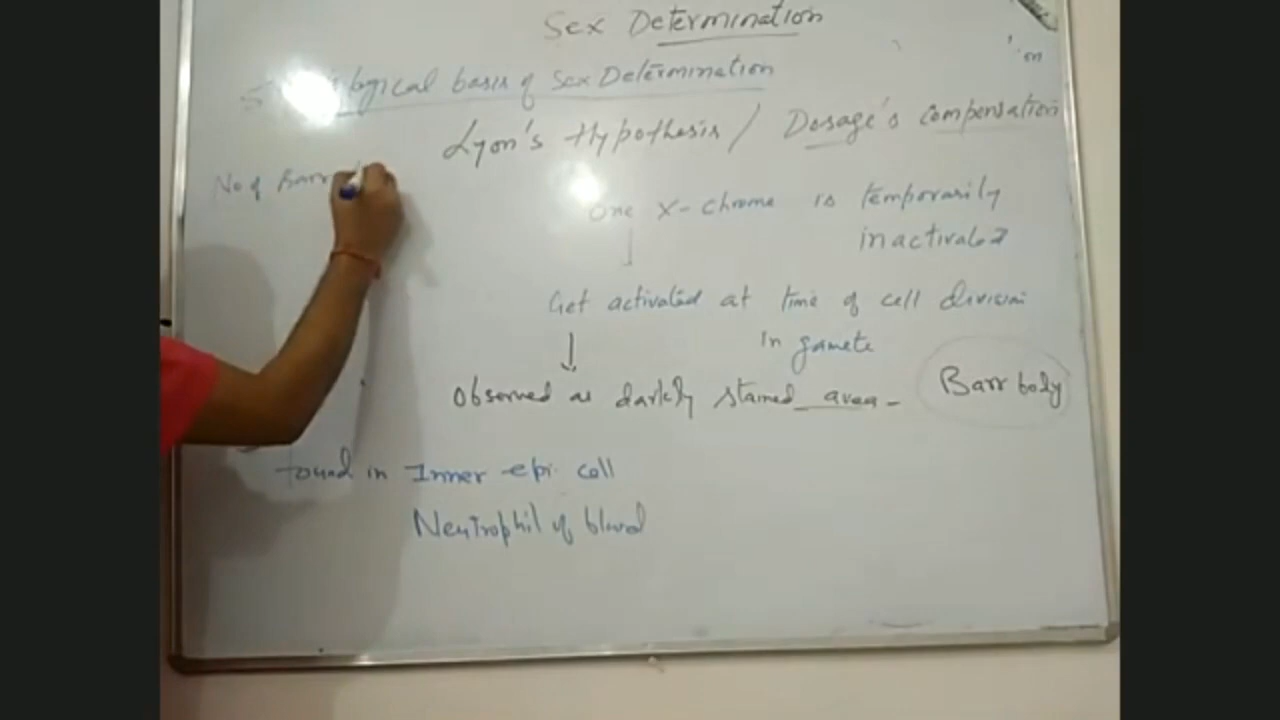 Sex Determination
basis of Sex Determination
on
Lyon's Hypothesis / Dosage's compensation
No of Barr
One X-chrome is temporarily
inactivated
Get activated at time of cell division
in gamete
Observed as darkly stained area - Barr body
found in Inner epi. cell
Neutrophil of blood